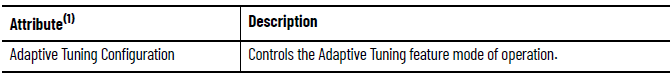 Attribute(1) Description
Adaptive Tuning Configuration Controls the Adaptive Tuning feature mode of operation.